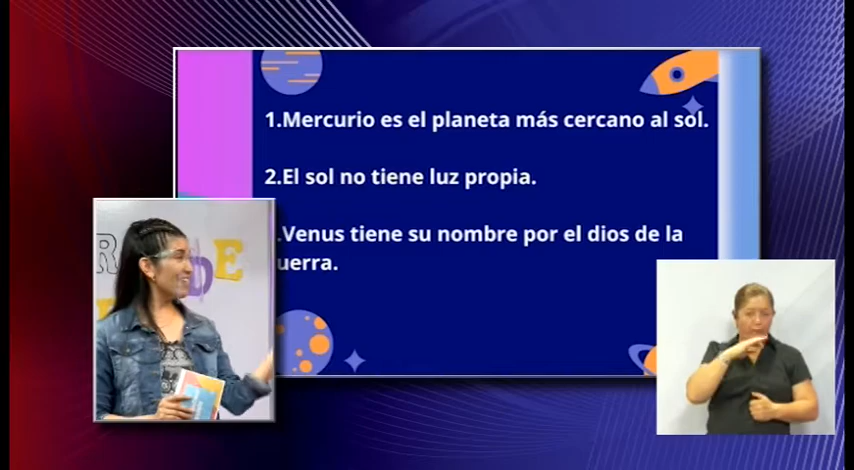 1.Mercurio es el planeta más cercano al sol.
2.El sol no tiene luz propia.
.Venus tiene su nombre por el dios de la
uerra.
R DE